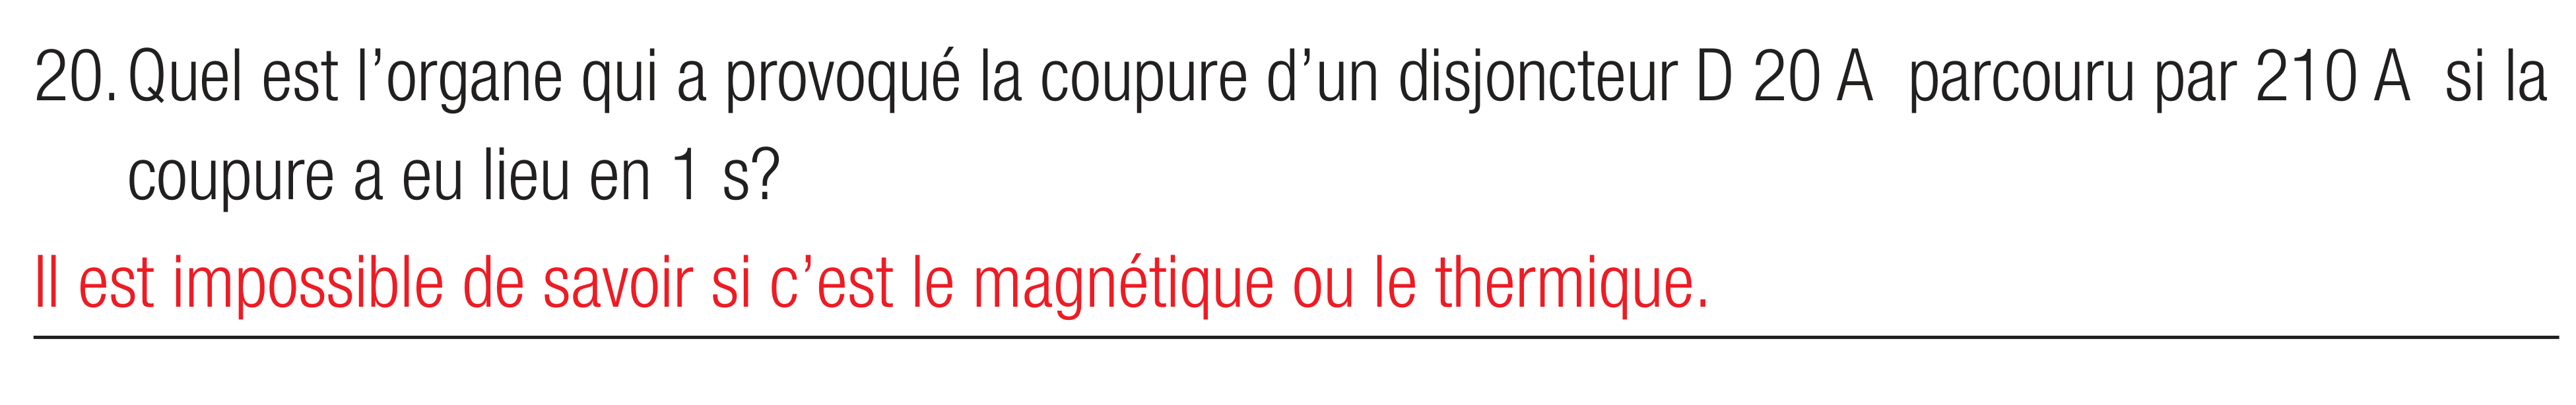 20. Quel est l’organe qui a provoqué la coupure d’un disjoncteur D 20 A parcouru par 210 A si la
coupure a eu lieu en 1 s?
Il est impossible de savoir si c’est le magnétique ou le thermique.